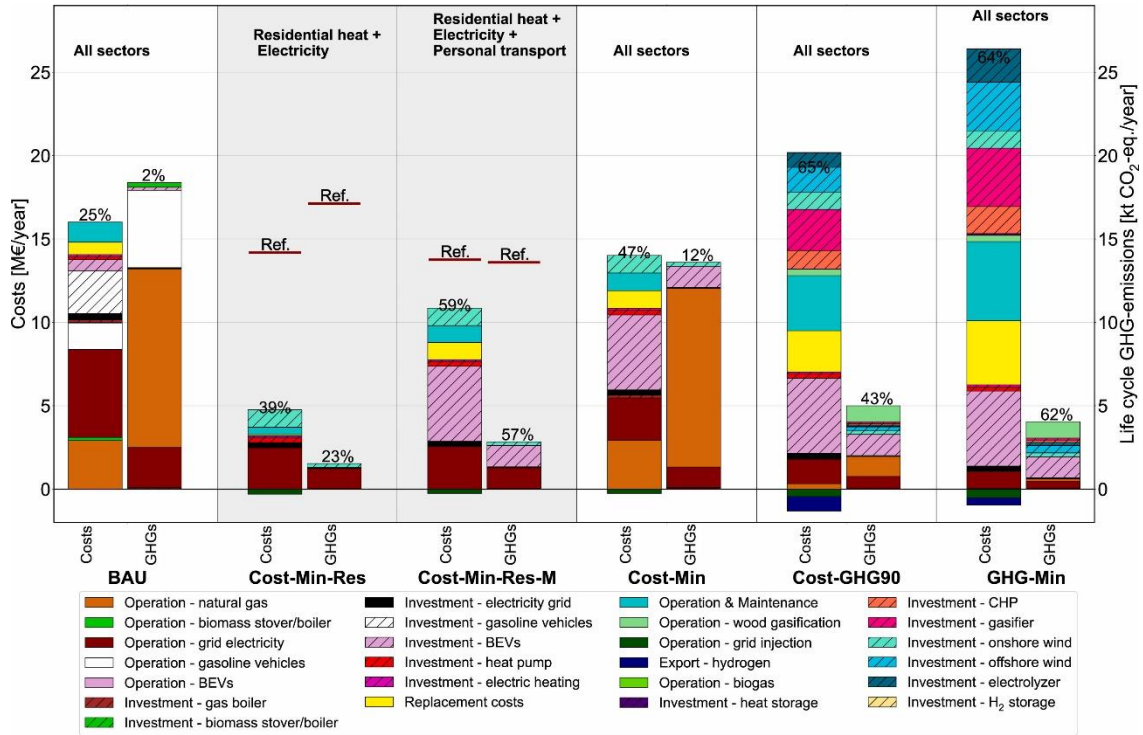 All sectors
Residential heat +
Electricity
Residential heat +
Electricity +
Personal transport
All sectors
All sectors
All sectors
Costs [M€/year]
25
20
15
10
5
0
25%
2%
Ref.
Ref.
39%
23%
Ref.
Ref.
59%
57%
47%
12%
65%
43%
64%
62%
25
20
15
10
5
0
Life cycle GHG-emissions [kt CO₂-eq./year]
Costs
GHGs
Costs
GHGs
Costs
GHGs
Costs
GHGs
Costs
GHGs
Costs
GHGs
BAU
Cost-Min-Res
Cost-Min-Res-M
Cost-Min
Cost-GHG90
GHG-Min
Operation - natural gas
Operation - biomass stover/boiler
Operation - grid electricity
Operation - gasoline vehicles
Operation - BEVs
Investment - gas boiler
Investment - biomass stover/boiler
Investment - electricity grid
Investment - gasoline vehicles
Investment - BEVs
Investment - heat pump
Investment - electric heating
Replacement costs
Operation & Maintenance
Operation - wood gasification
Operation - grid injection
Export - hydrogen
Operation - biogas
Investment - heat storage
Investment - CHP
Investment - gasifier
Investment - onshore wind
Investment - offshore wind
Investment - electrolyzer
Investment - H₂ storage